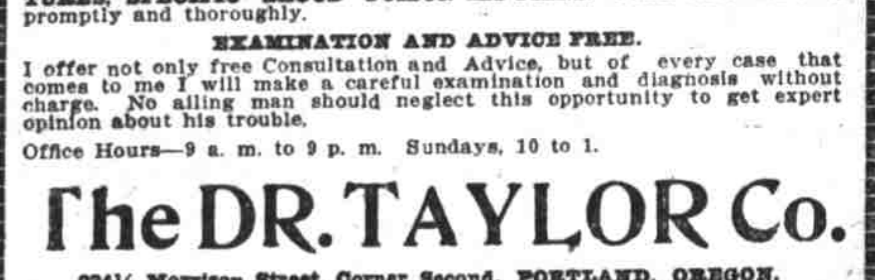 promptly and thoroughly.
EXAMINATION AND ADVICE FREE.
I offer not only free Consultation and Advice, but of every case that
comes to me I will make a careful examination and diagnosis without
charge. No ailing man should neglect this opportunity to get expert
opinion about his trouble.
Office Hours—9 a. m. to 9 p. m. Sundays, 10 to 1.
The DR. TAYLOR Co.
Morrison Street, Corner Second, PORTLAND, OREGON.